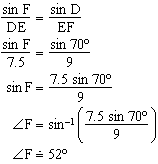 sin F / DE = sin D / EF
sin F / 7.5 = sin 70° / 9
sin F = 7.5 sin 70° / 9
∠F = sin⁻¹(7.5 sin 70° / 9)
∠F ≐ 52°